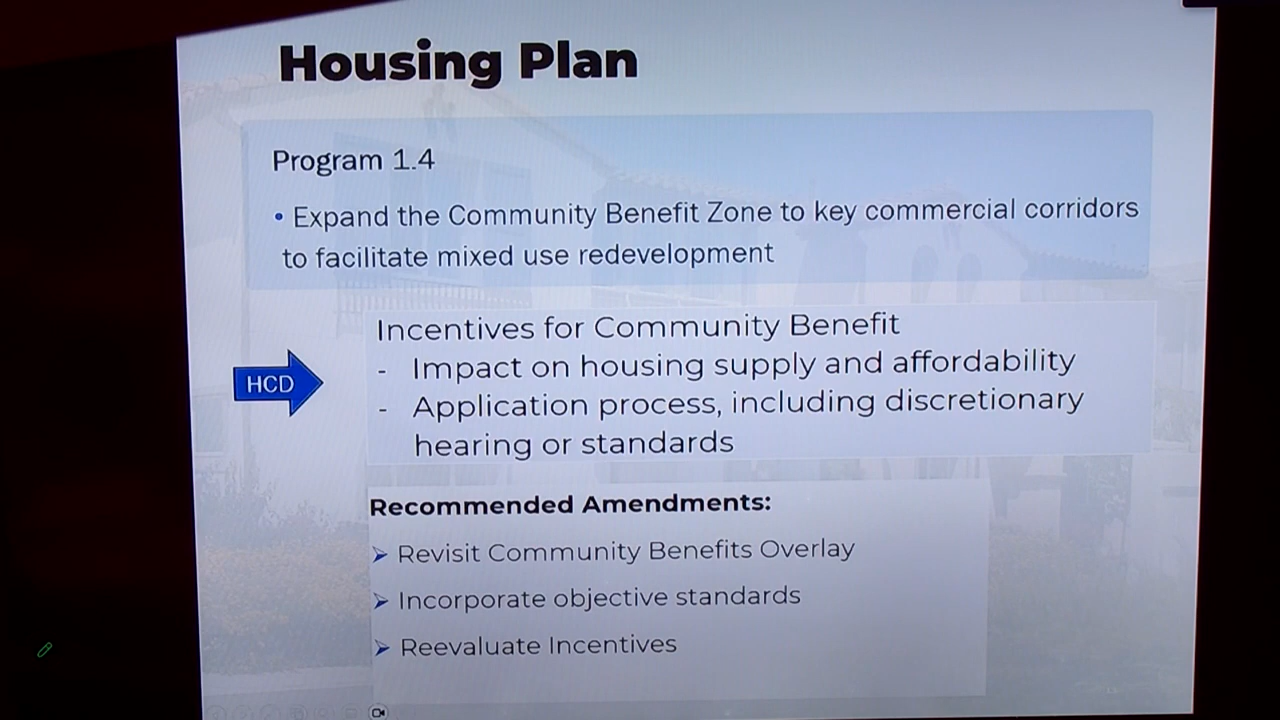 Housing Plan
Program 1.4
• Expand the Community Benefit Zone to key commercial corridors
to facilitate mixed use redevelopment
Incentives for Community Benefit
HCD
- Impact on housing supply and affordability
- Application process, including discretionary
hearing or standards
Recommended Amendments:
➢ Revisit Community Benefits Overlay
➢ Incorporate objective standards
➢ Reevaluate Incentives